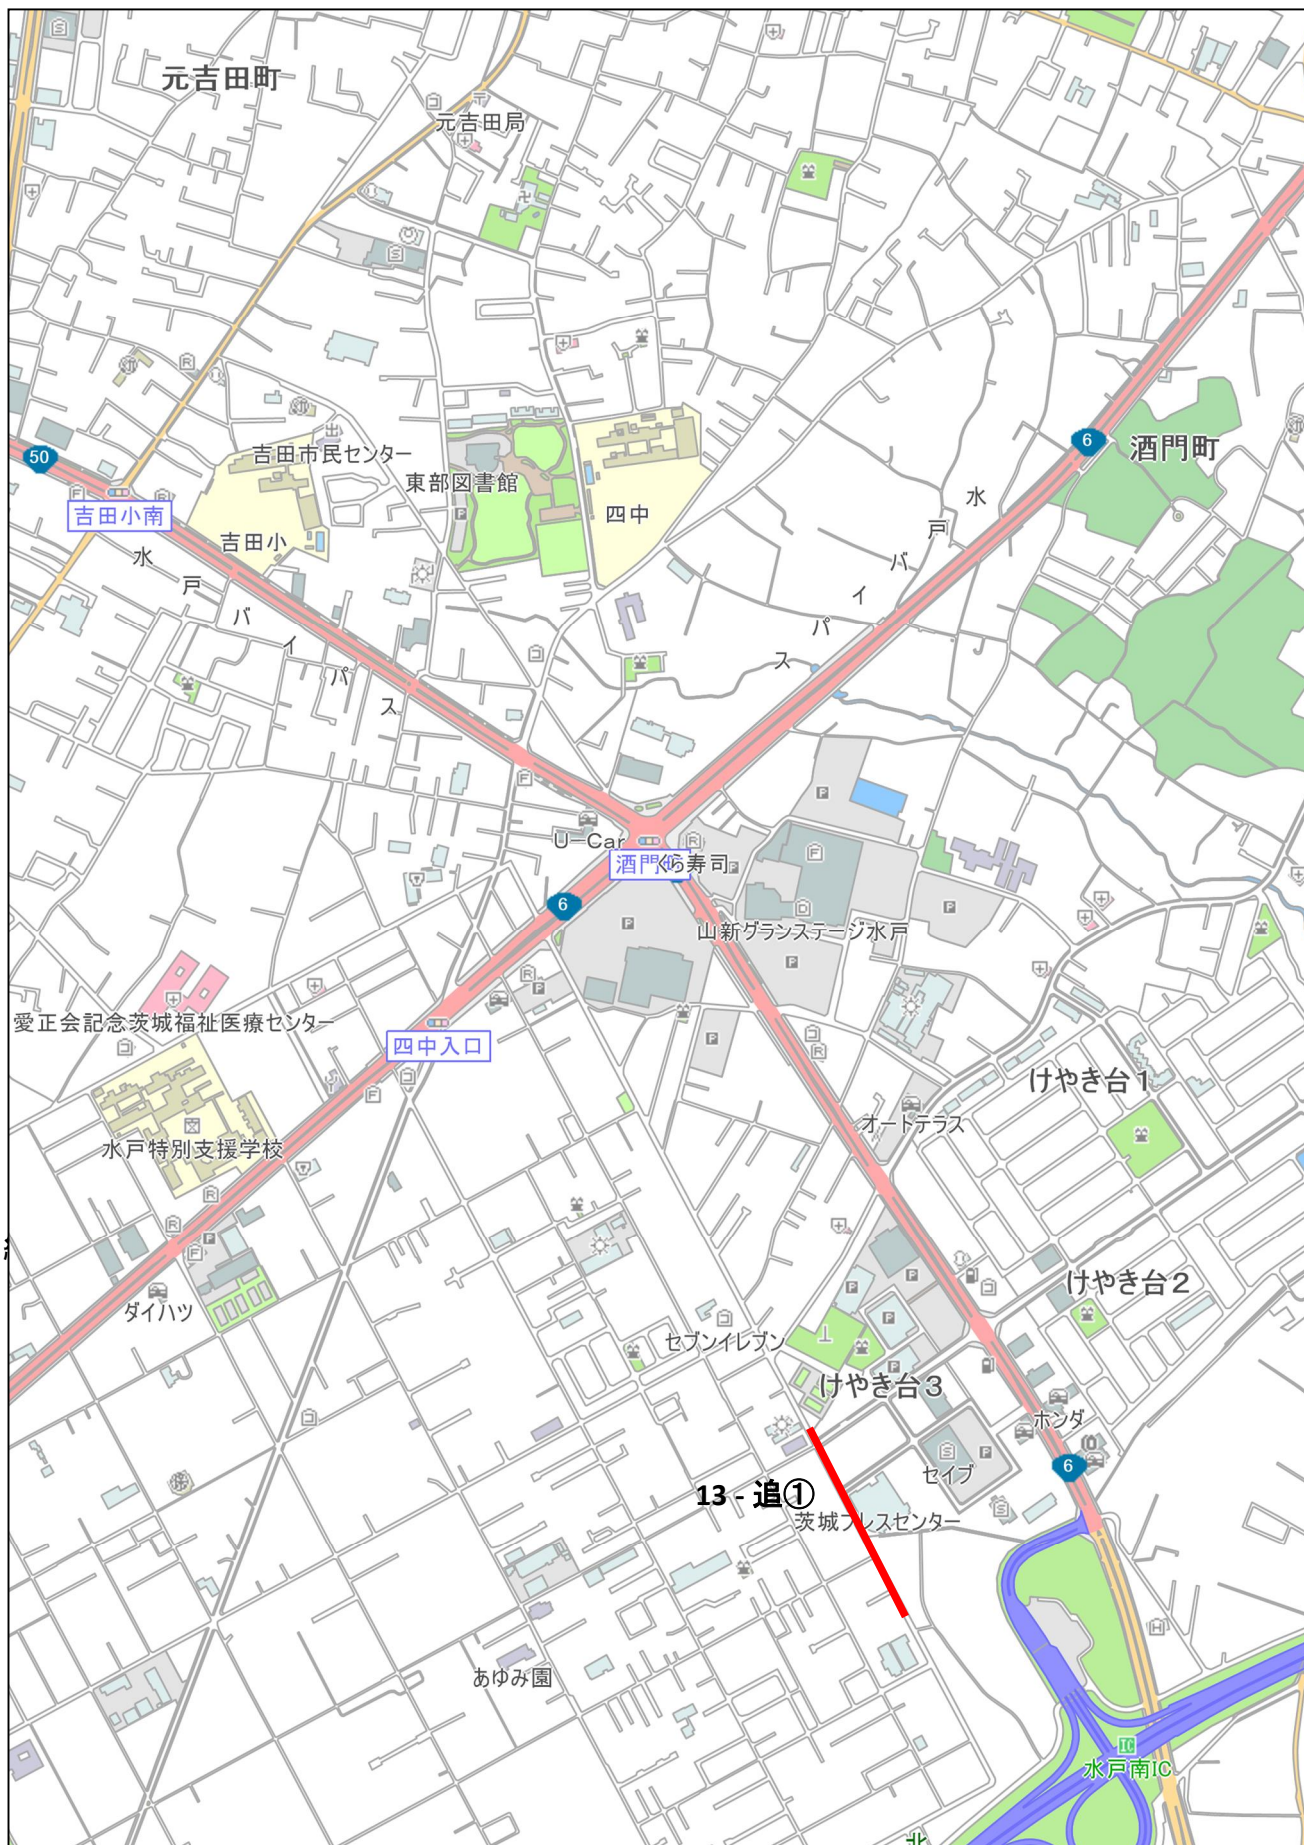 元吉田町
元吉田局
50
吉田小南
吉田市民センター
東部図書館
四中
吉田小
水戸バイパス
6
酒門町
水戸バイパス
U-Car
酒門町
くら寿司
6
山新グランステージ水戸
愛正会記念茨城福祉医療センター
四中入口
水戸特別支援学校
けやき台1
オートテラス
ダイハツ
けやき台2
セブンイレブン
けやき台3
ホンダ
セイブ
6
13 - 追①
茨城プレスセンター
あゆみ園
IC
水戸南IC
北